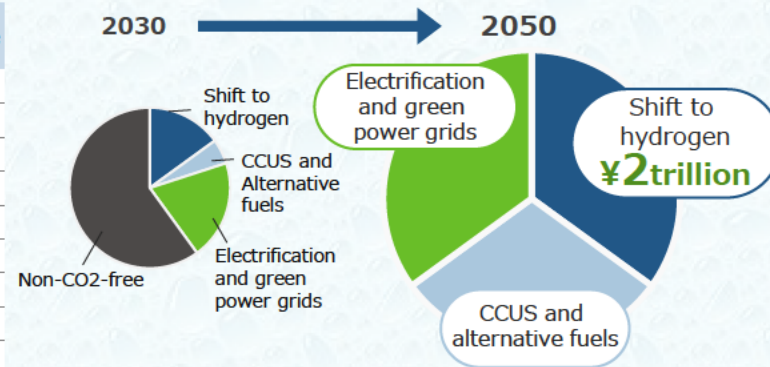 2030
2050
Shift to
hydrogen
CCUS and
Alternative
fuels
Electrification
and green
power grids
Non-CO2-free
Electrification
and green
power grids
Shift to
hydrogen
¥2trillion
CCUS and
alternative fuels